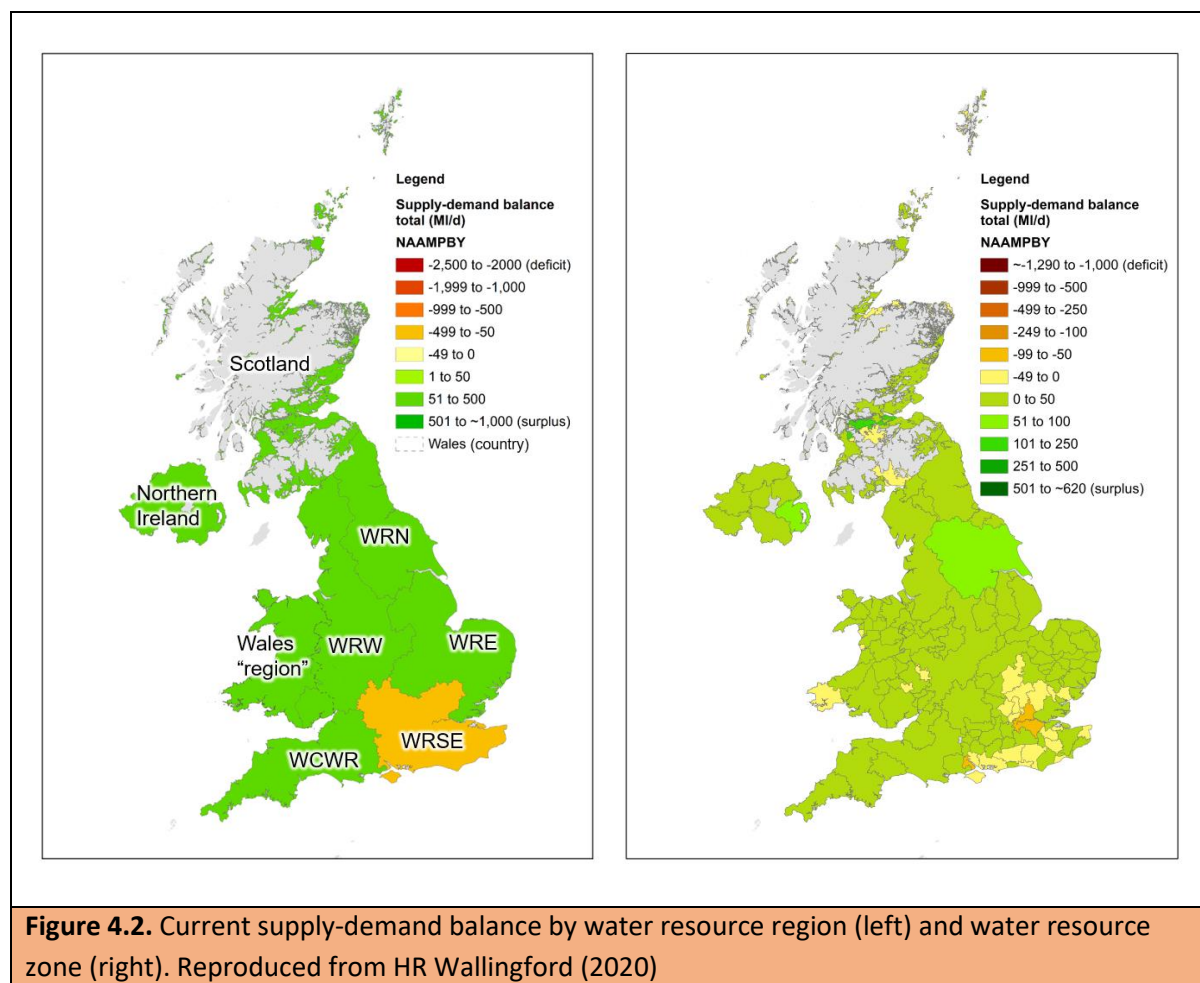 Legend
Supply-demand balance
total (Ml/d)
NAAMPBY
-2,500 to -2000 (deficit)
-1,999 to -1,000
-999 to -500
-499 to -50
-49 to 0
1 to 50
51 to 500
501 to ~1,000 (surplus)
Wales (country)
Scotland
Northern
Ireland
WRN
Wales
"region"
WRW
WRE
WRSE
WCWR
Legend
Supply-demand balance
total (Ml/d)
NAAMPBY
~-1,290 to -1,000 (deficit)
-999 to -500
-499 to -250
-249 to -100
-99 to -50
-49 to 0
0 to 50
51 to 100
101 to 250
251 to 500
501 to ~620 (surplus)
Figure 4.2. Current supply-demand balance by water resource region (left) and water resource
zone (right). Reproduced from HR Wallingford (2020)